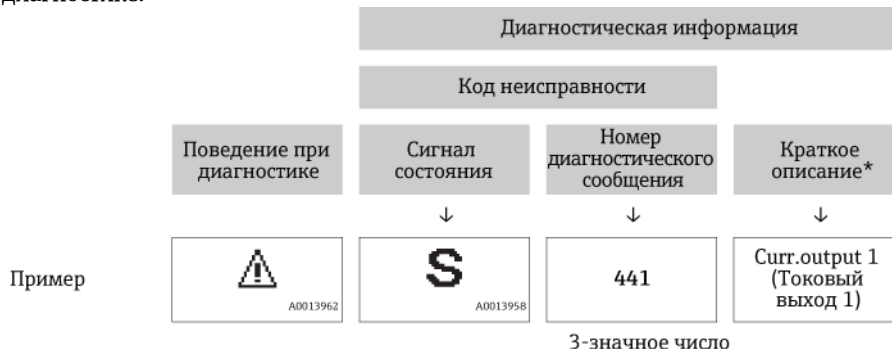 диагностике.
Диагностическая информация
Код неисправности
Поведение при
диагностике
Сигнал
состояния
Номер
диагностического
сообщения
Краткое
описание*
Пример
A0013962
S
A0013958
441
Curr.output 1
(Токовый
выход 1)
3-значное число